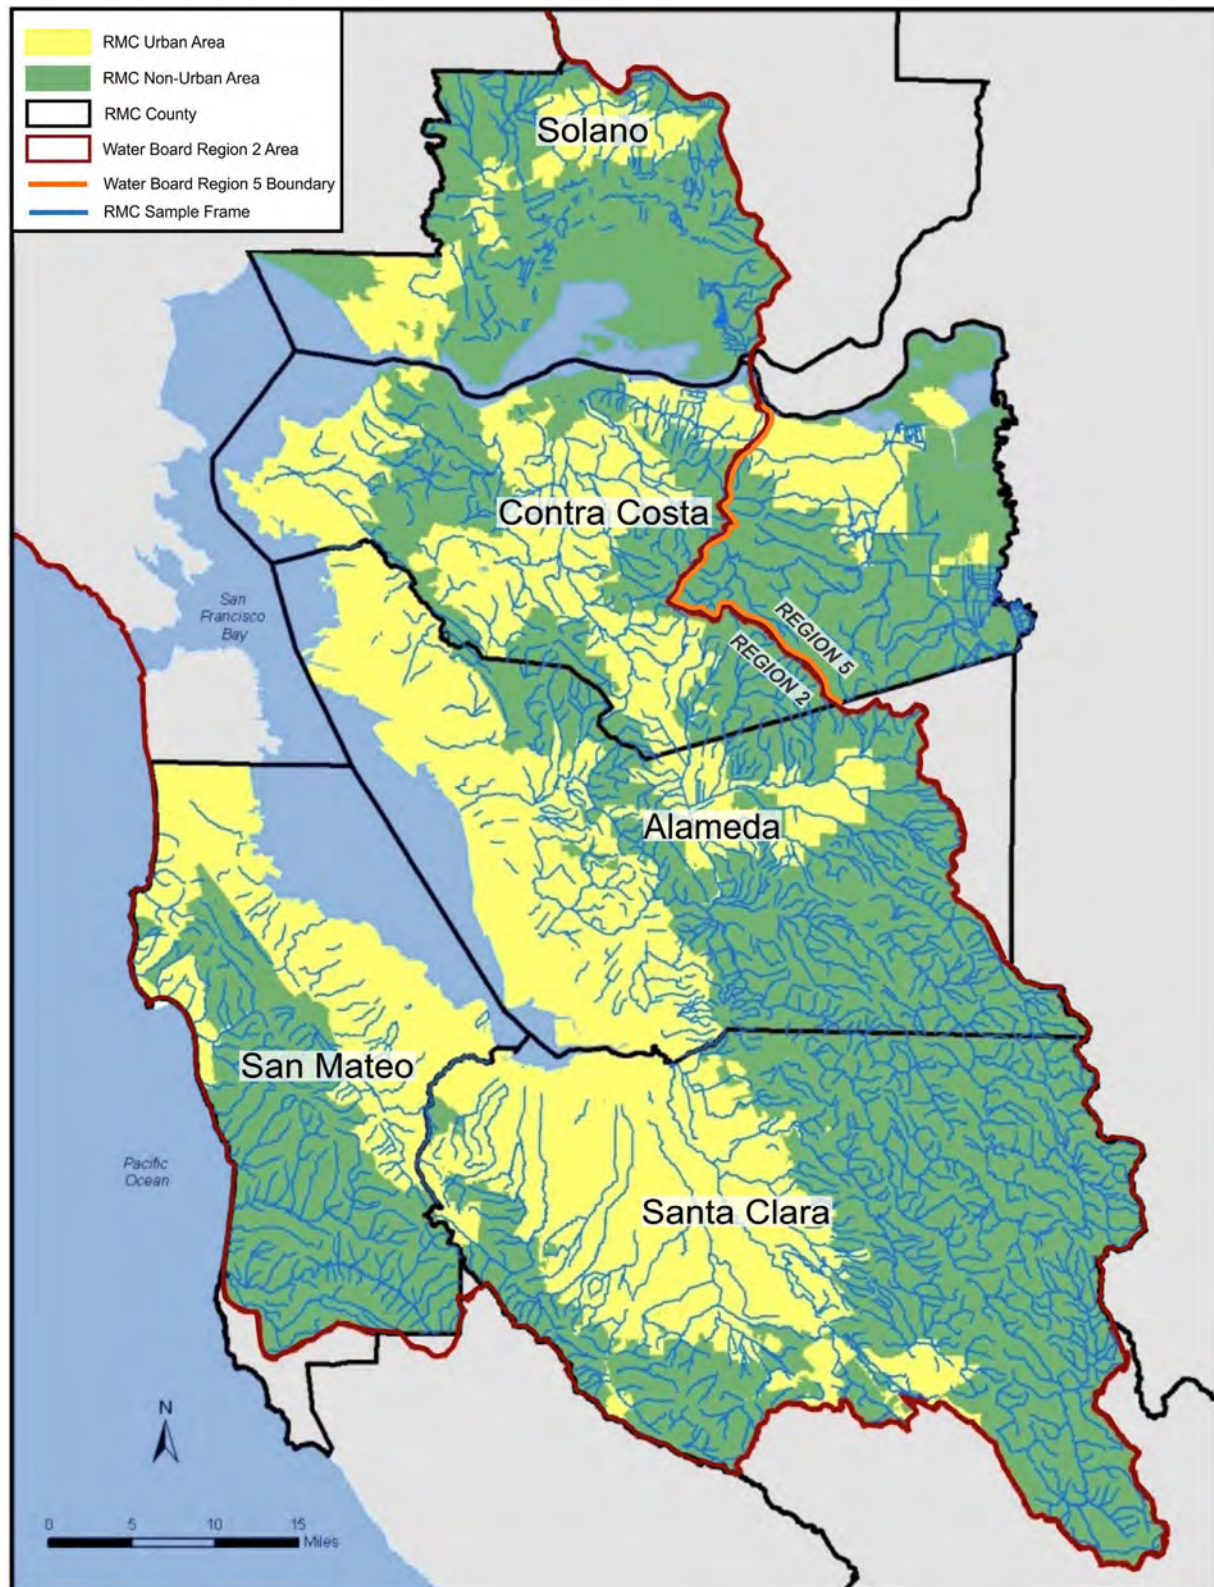 RMC Urban Area
RMC Non-Urban Area
RMC County
Water Board Region 2 Area
Water Board Region 5 Boundary
RMC Sample Frame
Solano
Contra Costa
San
Francisco
Bay
REGION 5
REGION 2
Alameda
San Mateo
Pacific
Ocean
Santa Clara
N
0 5 10 15
Miles